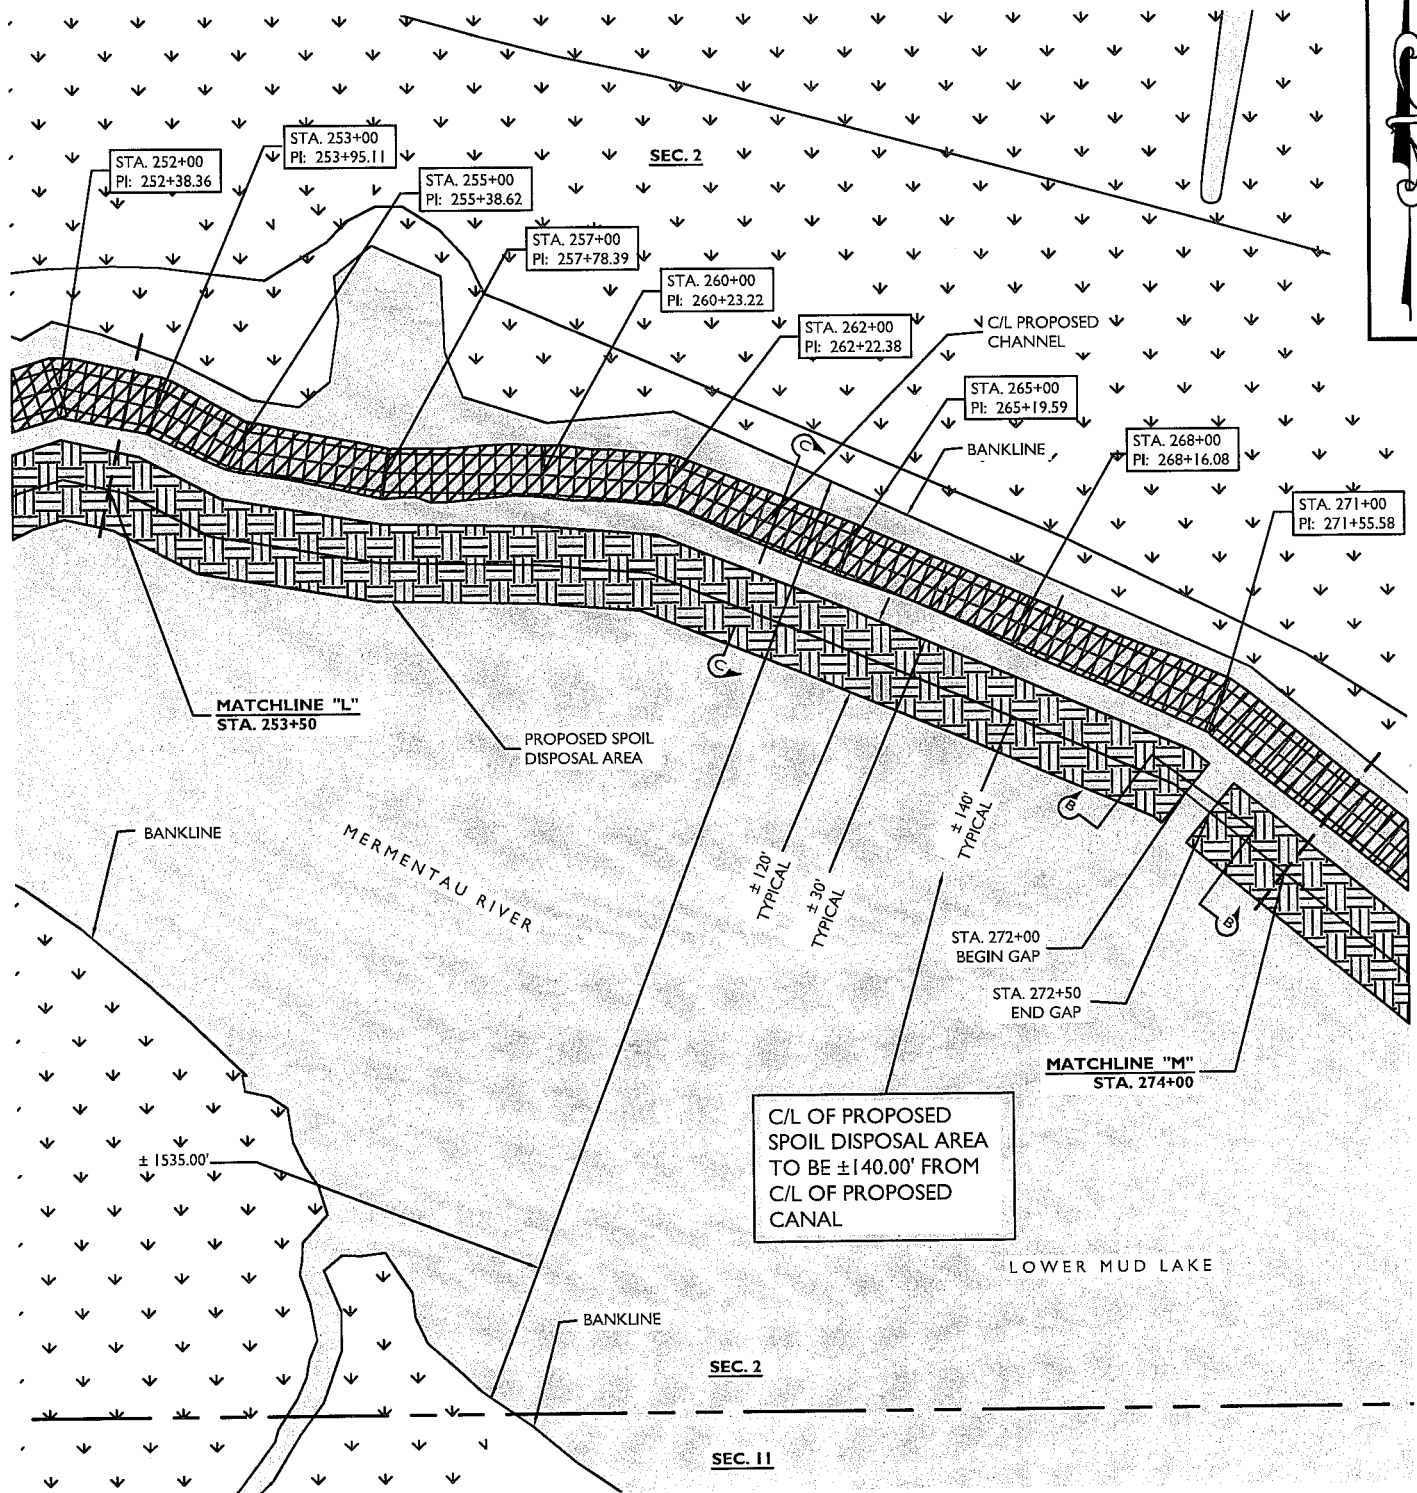 STA. 253+00
PI: 253+95.11
STA. 252+00
PI: 252+38.36
SEC. 2
STA. 255+00
PI: 255+38.62
STA. 257+00
PI: 257+78.39
STA. 260+00
PI: 260+23.22
STA. 262+00
PI: 262+22.38
C/L PROPOSED
CHANNEL
STA. 265+00
PI: 265+19.59
BANKLINE
STA. 268+00
PI: 268+16.08
STA. 271+00
PI: 271+55.58
C
C
MATCHLINE "L"
STA. 253+50
PROPOSED SPOIL
DISPOSAL AREA
BANKLINE
MERMENTAU RIVER
± 120'
TYPICAL
± 30'
TYPICAL
± 140'
TYPICAL
B
B
STA. 272+00
BEGIN GAP
STA. 272+50
END GAP
MATCHLINE "M"
STA. 274+00
C/L OF PROPOSED
SPOIL DISPOSAL AREA
TO BE ±140.00' FROM
C/L OF PROPOSED
CANAL
± 1535.00'
LOWER MUD LAKE
BANKLINE
SEC. 2
SEC. 11